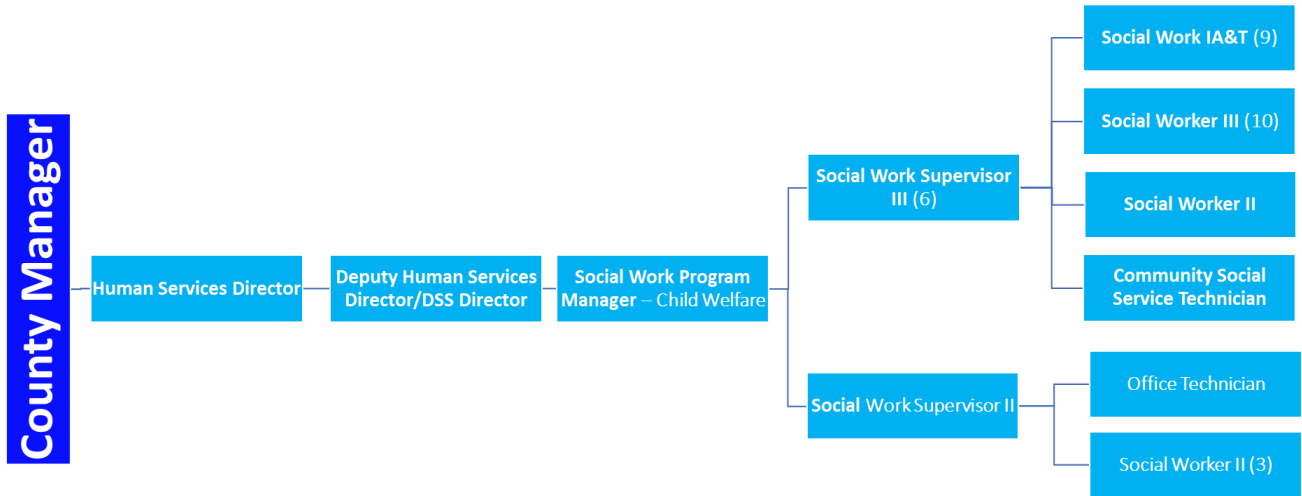 County Manager
Human Services Director
Deputy Human Services
Director/DSS Director
Social Work Program
Manager – Child Welfare
Social Work Supervisor
III (6)
Social Work IA&T (9)
Social Worker III (10)
Social Worker II
Community Social
Service Technician
Social Work Supervisor II
Office Technician
Social Worker II (3)